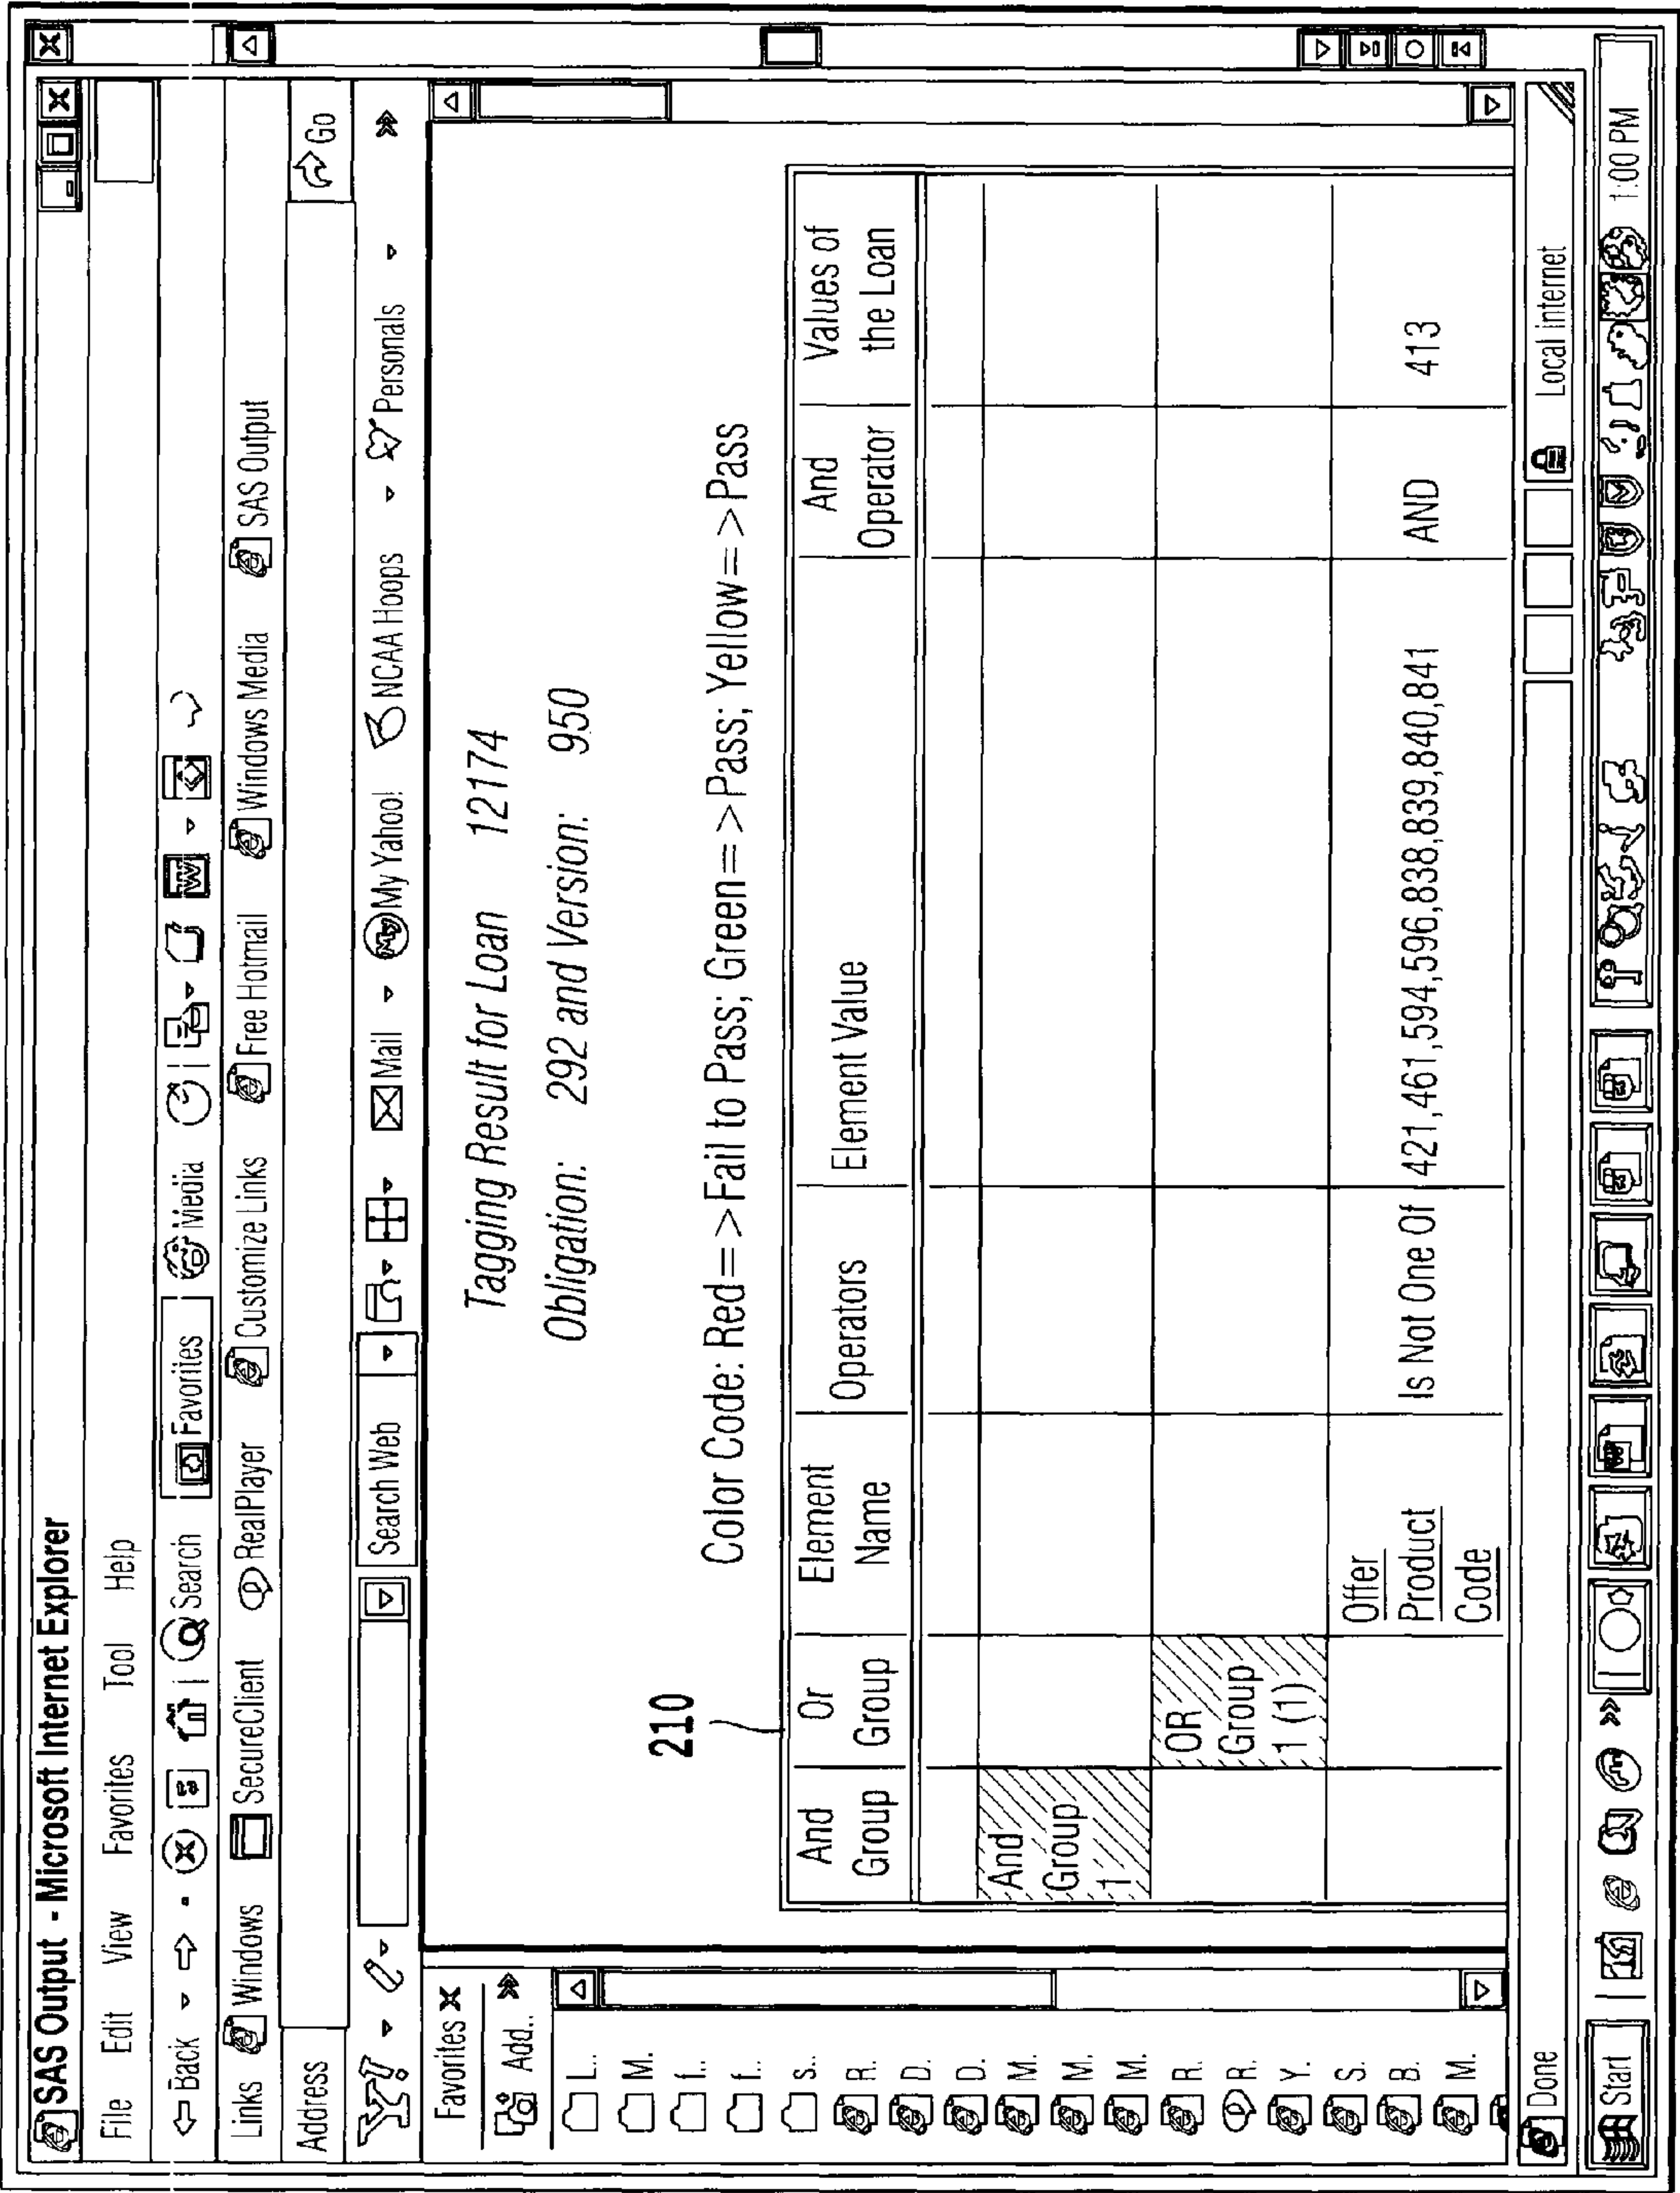 SAS Output - Microsoft Internet Explorer
File Edit View Favorites Tool Help
Back Search Favorites Media W
Links Windows SecureClient RealPlayer Customize Links Free Hotmail Windows Media SAS Output
Address Go
Y! Search Web Mail My Yahoo! NCAA Hoops Personals
Favorites X
Add..
L..
M.
f..
f..
s..
R.
D.
D.
M.
M.
M.
R.
R.
Y.
S.
B.
M.
Tagging Result for Loan 12174
Obligation: 292 and Version: 950
210
Color Code: Red=>Fail to Pass; Green=>Pass; Yellow=>Pass
And Group Or Group Element Name Operators Element Value And Operator Values of the Loan
And Group 1
OR Group 1 (1)
Offer Product Code Is Not One Of 421,461,594,596,838,839,840,841 AND 413
Done Local internet
Start 1:00 PM